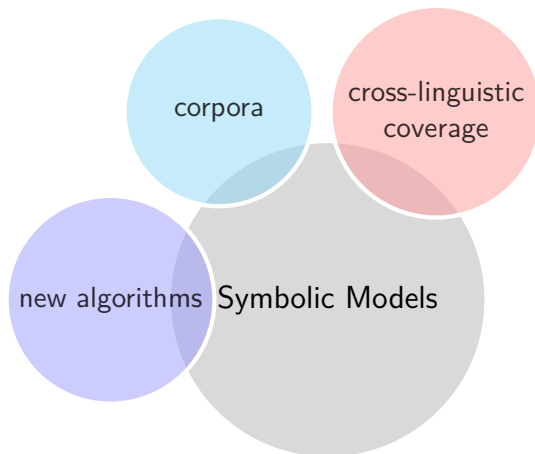 corpora
cross-linguistic
coverage
new algorithms
Symbolic Models